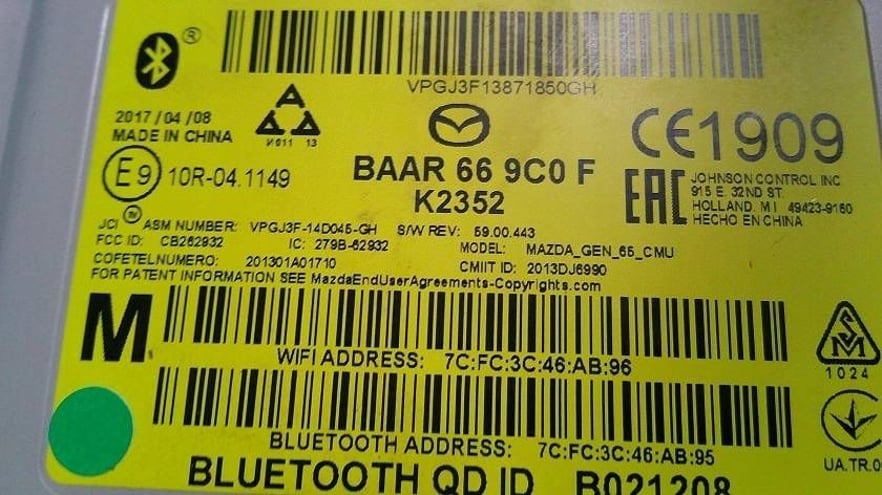 VPGJ3F13871850GH
2017/04/08
MADE IN CHINA
И011 13
CE1909
E9 10R-04.1149
BAAR 66 9C0 F
K2352
EAC
JOHNSON CONTROL INC
915 E. 32ND ST.
HOLLAND, MI 49423-9160
HECHO EN CHINA
JCI ™ ASM NUMBER: VPGJ3F-14D045-GH S/W REV: 59.00.443
FCC ID: CB262932 IC: 279B-62932 MODEL: MAZDA_GEN_65_CMU
COFETELNUMERO: 201301A01710 CMIIT ID: 2013DJ6990
FOR PATENT INFORMATION SEE MazdaEndUserAgreements-Copyrights.com
M
WIFI ADDRESS: 7C:FC:3C:46:AB:96
1024
BLUETOOTH ADDRESS: 7C:FC:3C:46:AB:95
UA.TR.0
BLUETOOTH QD ID B021208